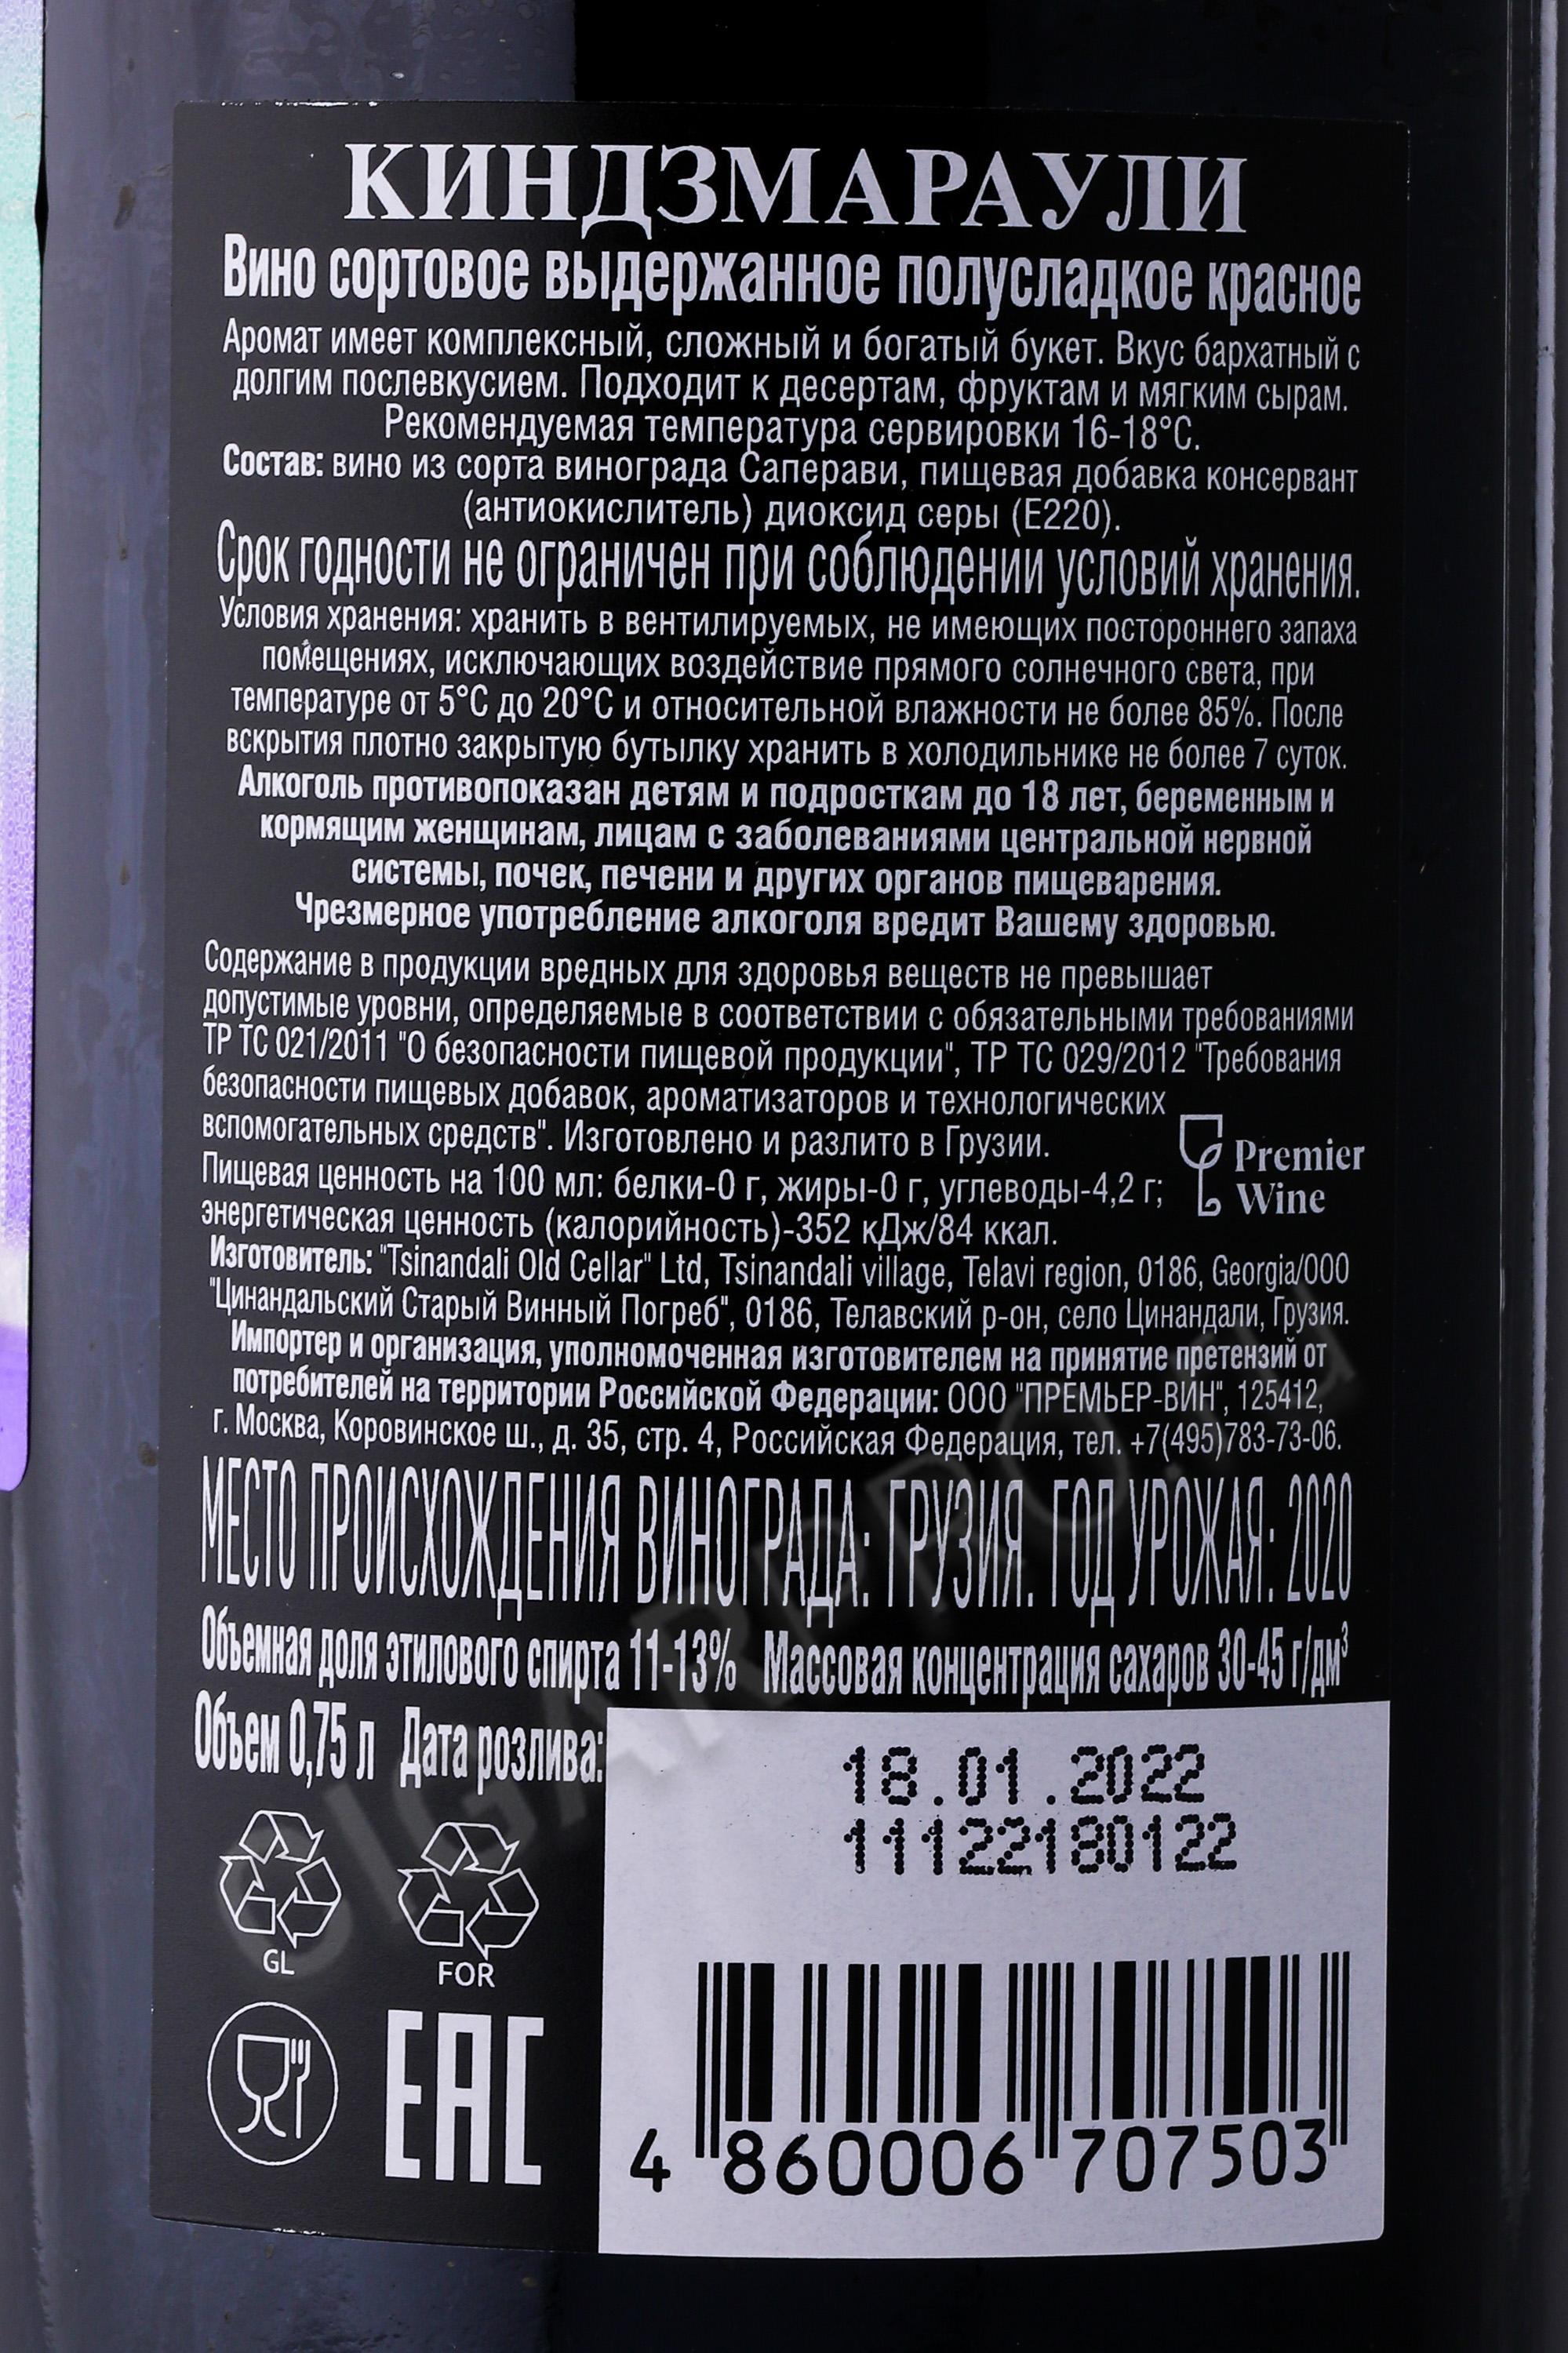 КИНДЗМАРАУЛИ
Вино сортовое выдержанное полусладкое красное
Аромат имеет комплексный, сложный и богатый букет. Вкус бархатный с
долгим послевкусием. Подходит к десертам, фруктам и мягким сырам.
Рекомендуемая температура сервировки 16-18°C.
Состав: вино из сорта винограда Саперави, пищевая добавка консервант
(антиокислитель) диоксид серы (E220).
Срок годности не ограничен при соблюдении условий хранения.
Условия хранения: хранить в вентилируемых, не имеющих постороннего запаха
помещениях, исключающих воздействие прямого солнечного света, при
температуре от 5°C до 20°C и относительной влажности не более 85%. После
вскрытия плотно закрытую бутылку хранить в холодильнике не более 7 суток.
Алкоголь противопоказан детям и подросткам до 18 лет, беременным и
кормящим женщинам, лицам с заболеваниями центральной нервной
системы, почек, печени и других органов пищеварения.
Чрезмерное употребление алкоголя вредит Вашему здоровью.
Содержание в продукции вредных для здоровья веществ не превышает
допустимые уровни, определяемые в соответствии с обязательными требованиями
ТР ТС 021/2011 "О безопасности пищевой продукции", ТР ТС 029/2012 "Требования
безопасности пищевых добавок, ароматизаторов и технологических
вспомогательных средств". Изготовлено и разлито в Грузии.
Premier
Wine
Пищевая ценность на 100 мл: белки-0 г, жиры-0 г, углеводы-4,2 г;
энергетическая ценность (калорийность)-352 кДж/84 ккал.
Изготовитель: "Tsinandali Old Cellar" Ltd, Tsinandali village, Telavi region, 0186, Georgia/ООО
"Цинандальский Старый Винный Погреб", 0186, Телавский р-он, село Цинандали, Грузия.
Импортер и организация, уполномоченная изготовителем на принятие претензий от
потребителей на территории Российской Федерации: ООО "ПРЕМЬЕР-ВИН", 125412,
г. Москва, Коровинское ш., д. 35, стр. 4, Российская Федерация, тел. +7(495)783-73-06.
МЕСТО ПРОИСХОЖДЕНИЯ ВИНОГРАДА: ГРУЗИЯ. ГОД УРОЖАЯ: 2020
Объемная доля этилового спирта 11-13% Массовая концентрация сахаров 30-45 г/дм³
Объем 0,75 л Дата розлива:
18.01.2022
11122180122
GL
FOR
EAC
4 860006 707503
CIGARPRO.ru